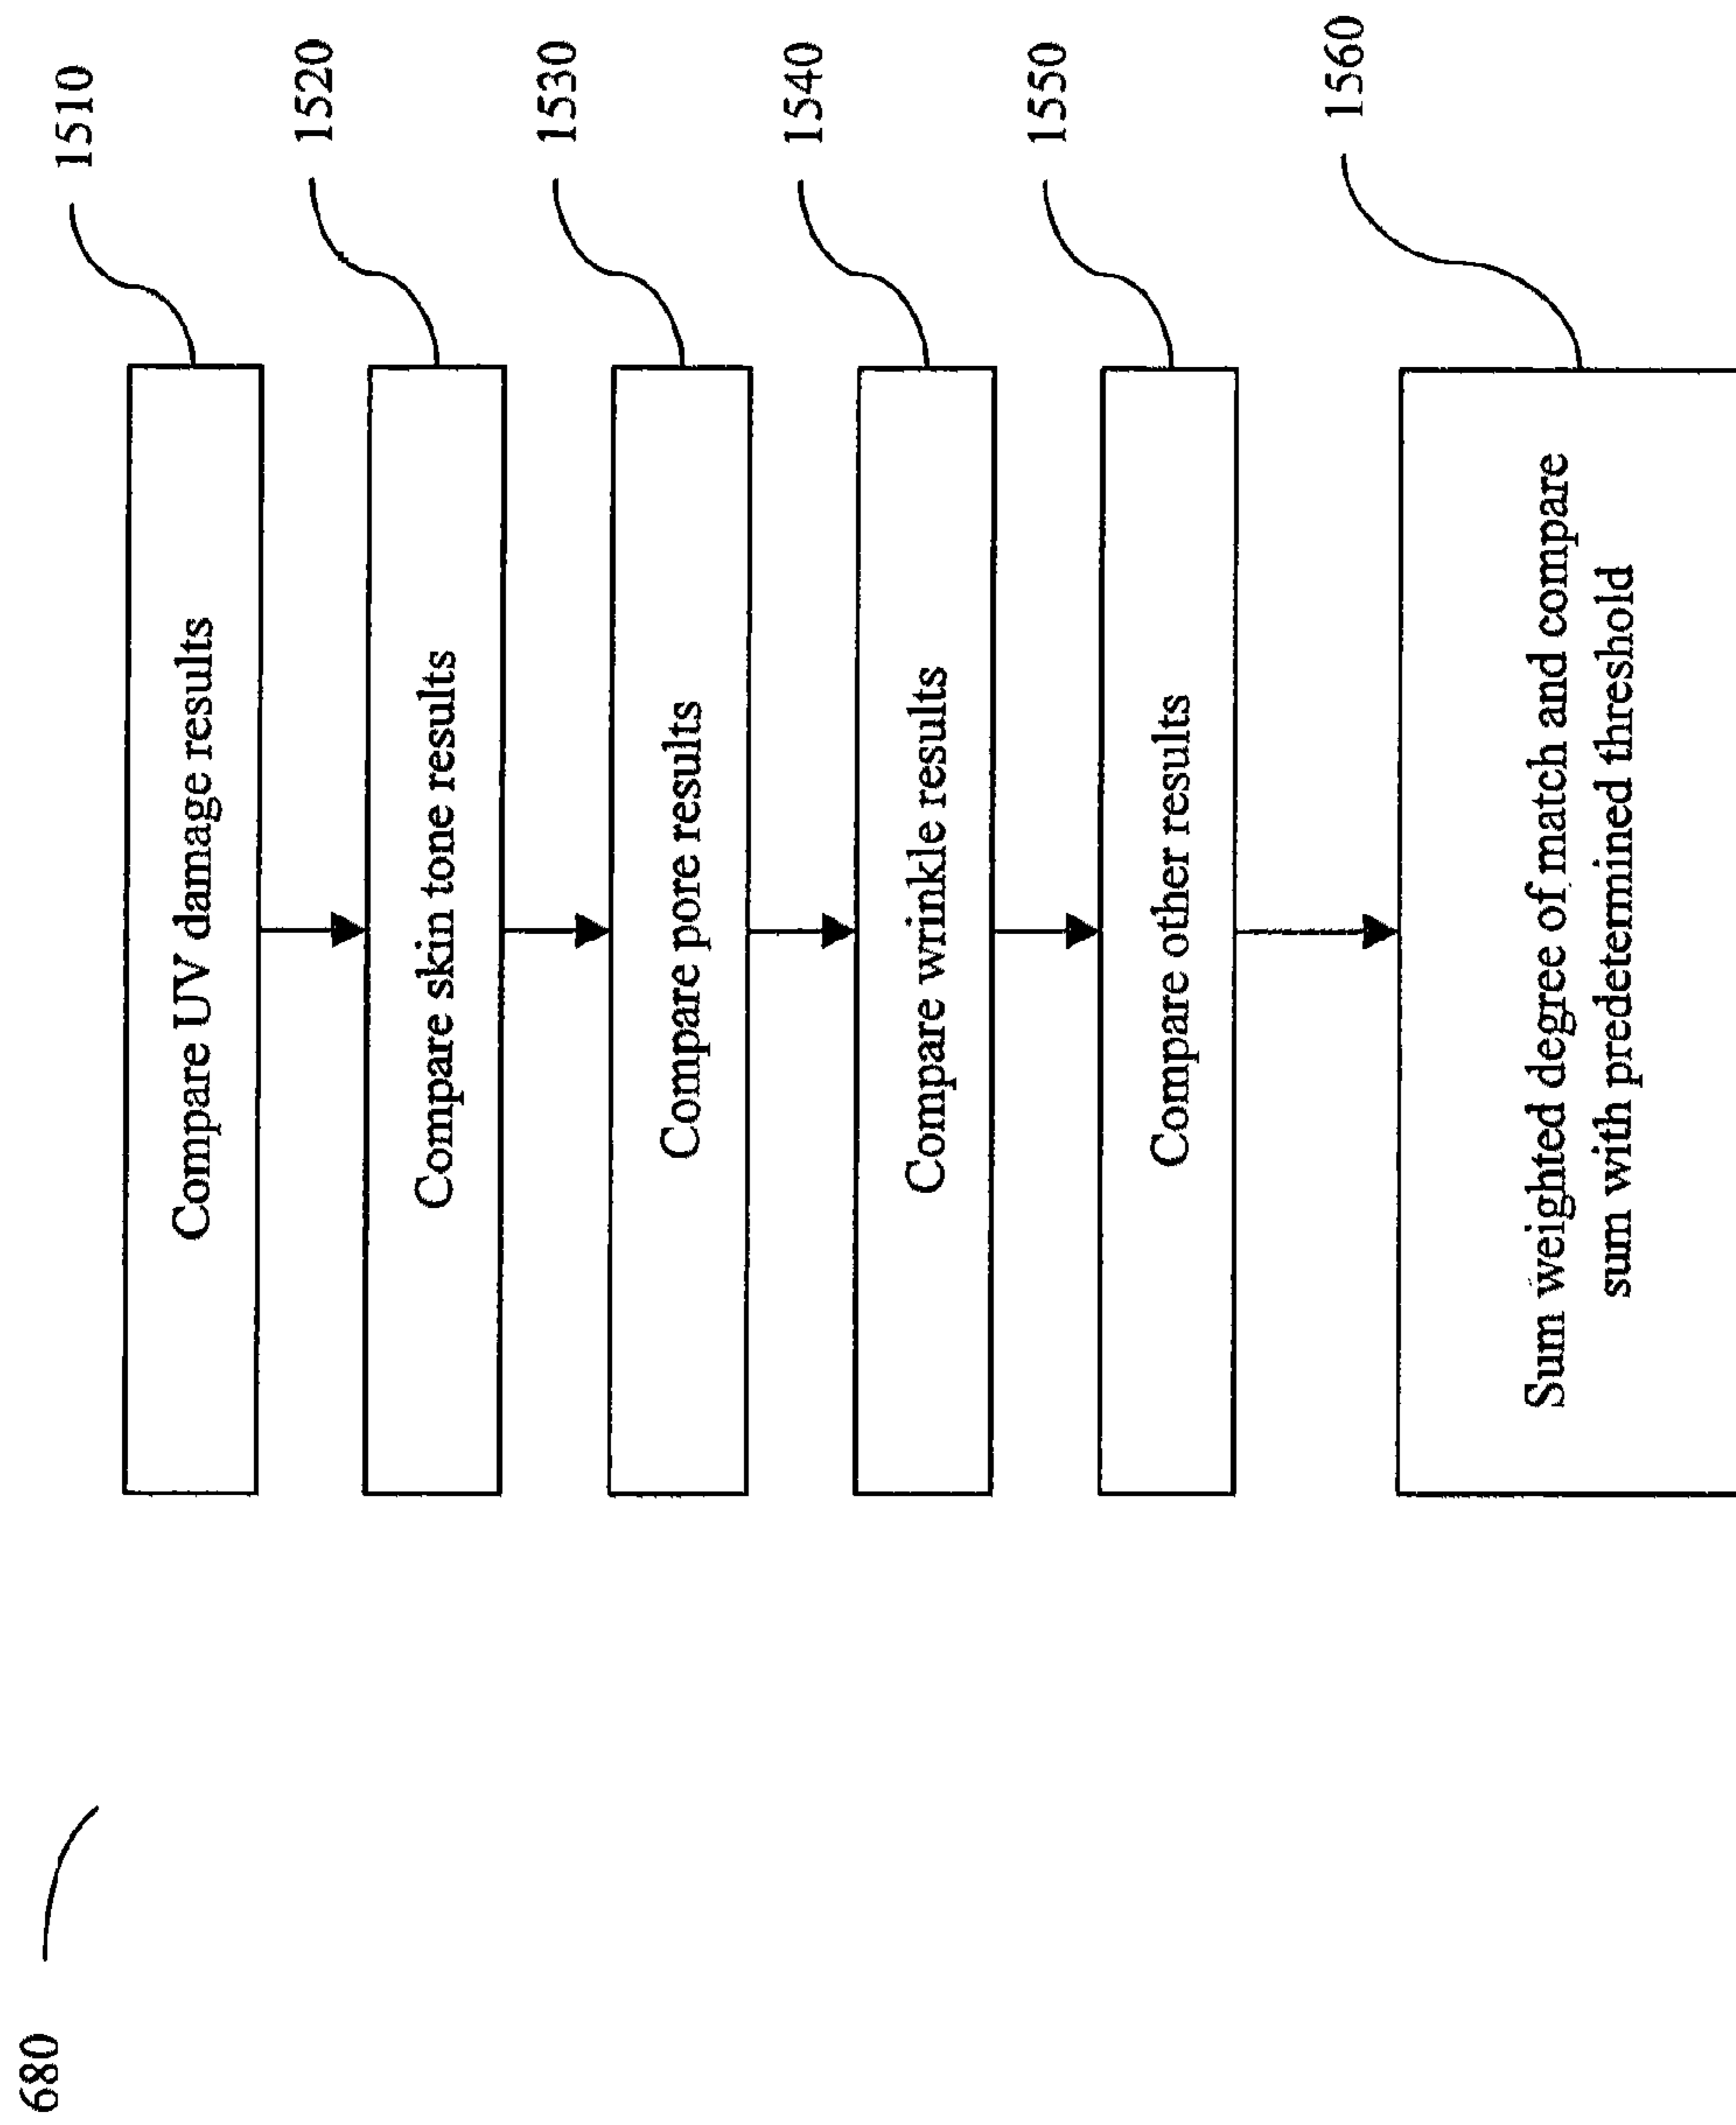 680
1510
Compare UV damage results
1520
Compare skin tone results
1530
Compare pore results
1540
Compare wrinkle results
1550
Compare other results
1560
Sum weighted degree of match and compare
sum with predetermined threshold